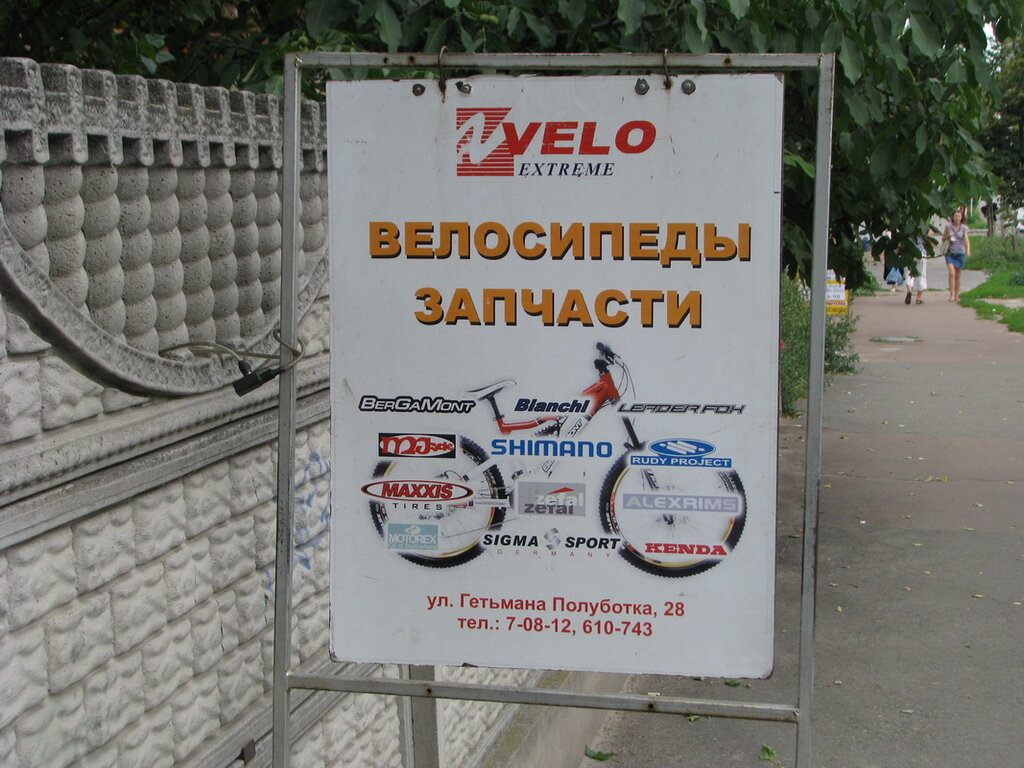 VELO
EXTREME
ВЕЛОСИПЕДЫ
ЗАПЧАСТИ
BERGAMONT Bianchi LEADER FOX
SHIMANO RUDY PROJECT
MAXXIS
TIRES
zefal
zefal
ALEXRIMS
MOTOREX
SIGMA SPORT
GERMANY
KENDA
ул. Гетьмана Полуботка, 28
тел.: 7-08-12, 610-743